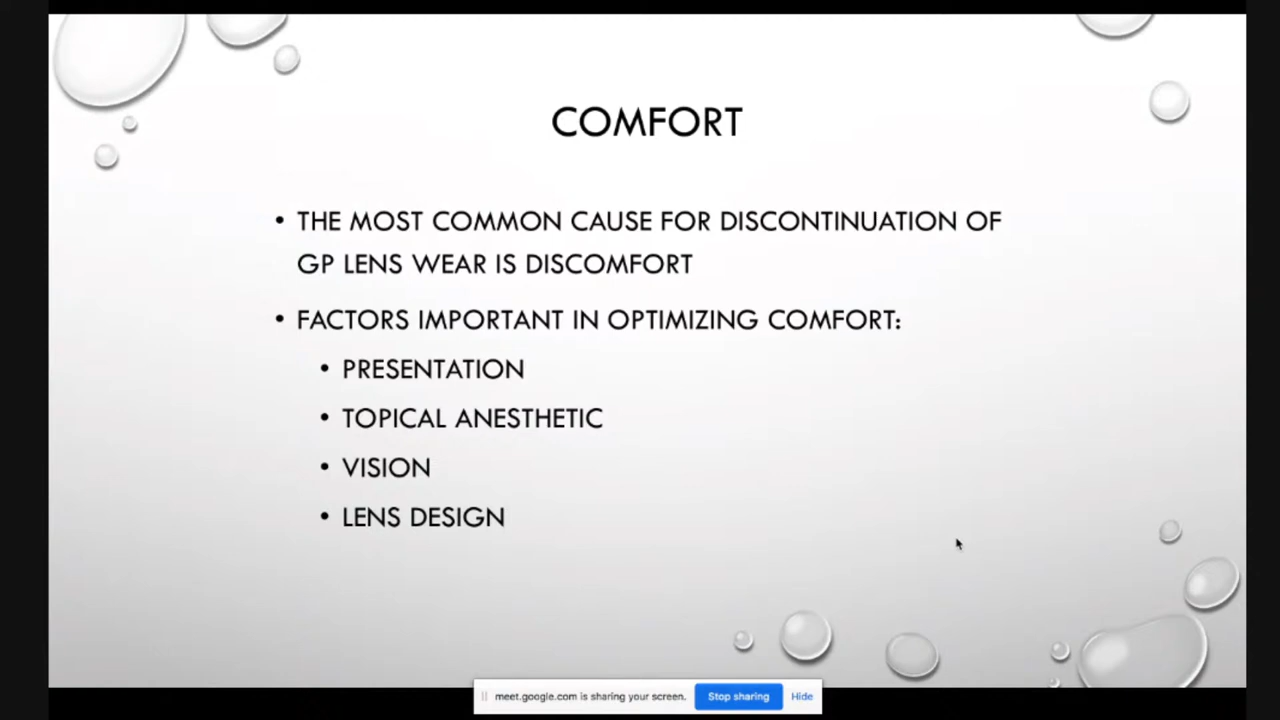 COMFORT
• THE MOST COMMON CAUSE FOR DISCONTINUATION OF
GP LENS WEAR IS DISCOMFORT
• FACTORS IMPORTANT IN OPTIMIZING COMFORT:
• PRESENTATION
• TOPICAL ANESTHETIC
• VISION
• LENS DESIGN
meet.google.com is sharing your screen. Stop sharing Hide